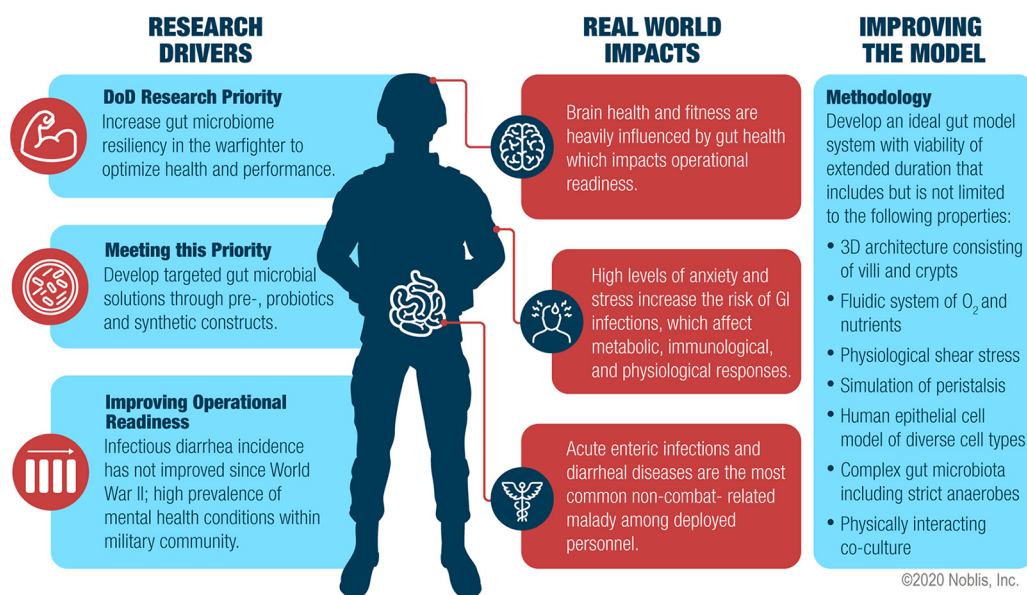 RESEARCH
DRIVERS
DoD Research Priority
Increase gut microbiome
resiliency in the warfighter to
optimize health and performance.
Meeting this Priority
Develop targeted gut microbial
solutions through pre-, probiotics
and synthetic constructs.
Improving Operational
Readiness
Infectious diarrhea incidence
has not improved since World
War II; high prevalence of
mental health conditions within
military community.
REAL WORLD
IMPACTS
Brain health and fitness are
heavily influenced by gut health
which impacts operational
readiness.
High levels of anxiety and
stress increase the risk of GI
infections, which affect
metabolic, immunological,
and physiological responses.
Acute enteric infections and
diarrheal diseases are the most
common non-combat- related
malady among deployed
personnel.
IMPROVING
THE MODEL
Methodology
Develop an ideal gut model
system with viability of
extended duration that
includes but is not limited
to the following properties:
• 3D architecture consisting
of villi and crypts
• Fluidic system of O2 and
nutrients
• Physiological shear stress
• Simulation of peristalsis
• Human epithelial cell
model of diverse cell types
• Complex gut microbiota
including strict anaerobes
• Physically interacting
co-culture
©2020 Noblis, Inc.